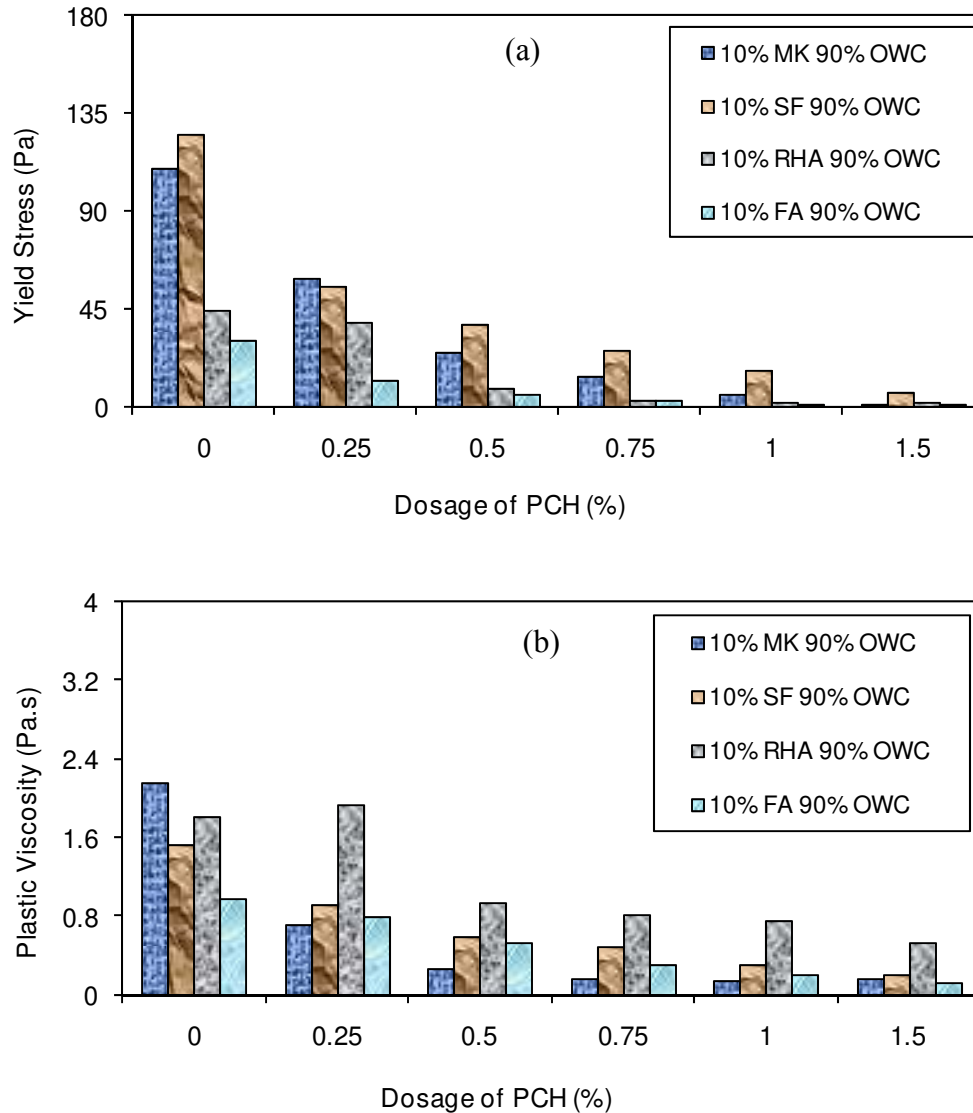 180
135
90
45
0
Yield Stress (Pa)
(a)
10% MK 90% OWC
10% SF 90% OWC
10% RHA 90% OWC
10% FA 90% OWC
0 0.25 0.5 0.75 1 1.5
Dosage of PCH (%)
4
3.2
2.4
1.6
0.8
0
Plastic Viscosity (Pa.s)
(b)
10% MK 90% OWC
10% SF 90% OWC
10% RHA 90% OWC
10% FA 90% OWC
0 0.25 0.5 0.75 1 1.5
Dosage of PCH (%)